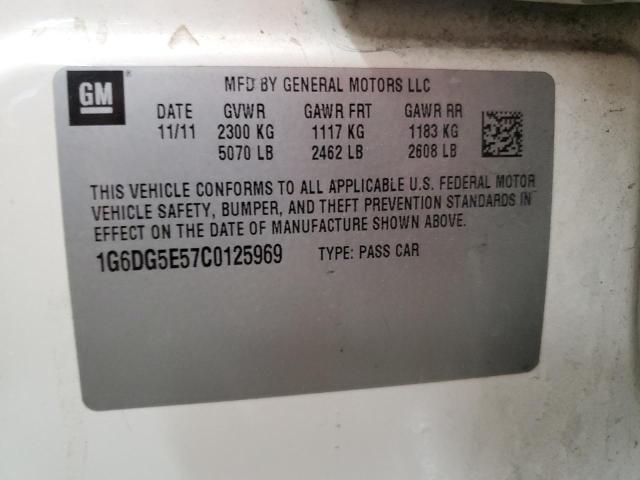 GM
MFD BY GENERAL MOTORS LLC
DATE GVWR GAWR FRT GAWR RR
11/11 2300 KG 1117 KG 1183 KG
5070 LB 2462 LB 2608 LB
THIS VEHICLE CONFORMS TO ALL APPLICABLE U.S. FEDERAL MOTOR
VEHICLE SAFETY, BUMPER, AND THEFT PREVENTION STANDARDS IN
EFFECT ON THE DATE OF MANUFACTURE SHOWN ABOVE.
1G6DG5E57C0125969 TYPE: PASS CAR